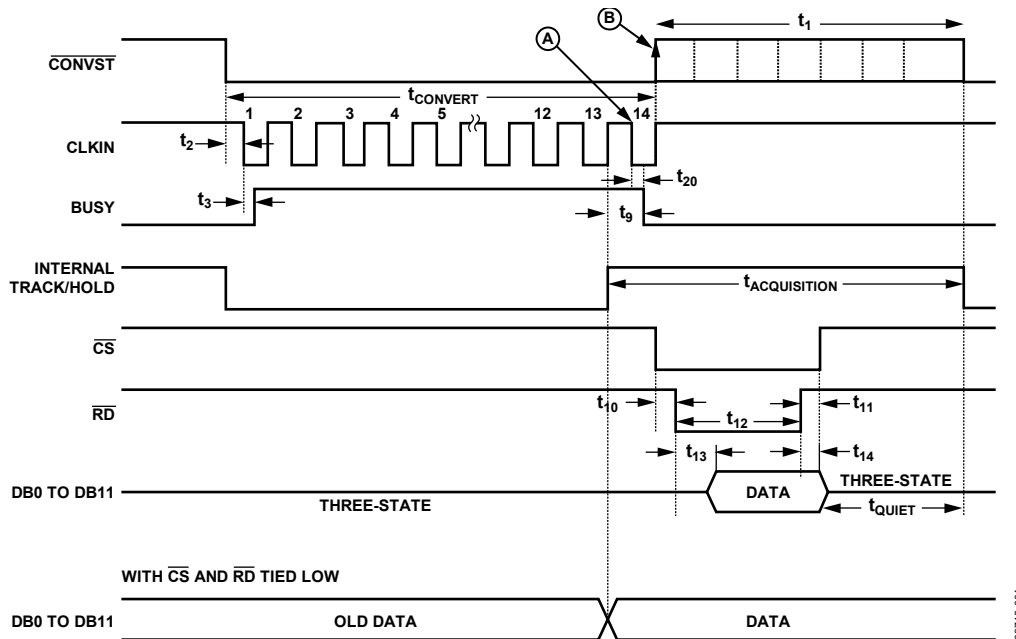 B
t1
A
CONVST
tCONVERT
1 2 3 4 5 12 13 14
CLKIN
t2
t20
t3
BUSY
t9
INTERNAL
TRACK/HOLD
tACQUISITION
CS
RD
t10
t12
t11
t13
t14
DB0 TO DB11
THREE-STATE
DATA
THREE-STATE
tQUIET
WITH CS AND RD TIED LOW
DB0 TO DB11
OLD DATA
DATA